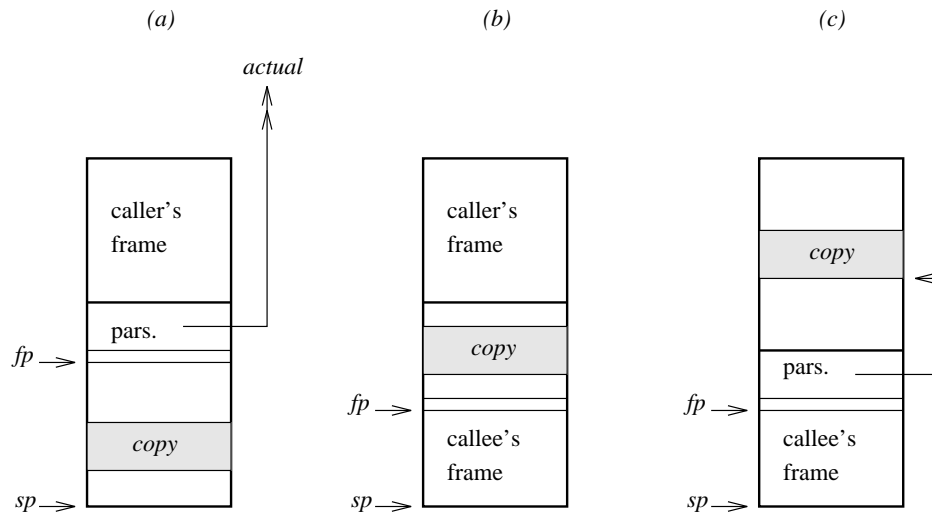 (a)
(b)
(c)
actual
caller's
frame
pars.
fp
copy
sp
caller's
frame
copy
fp
callee's
frame
sp
copy
pars.
fp
callee's
frame
sp